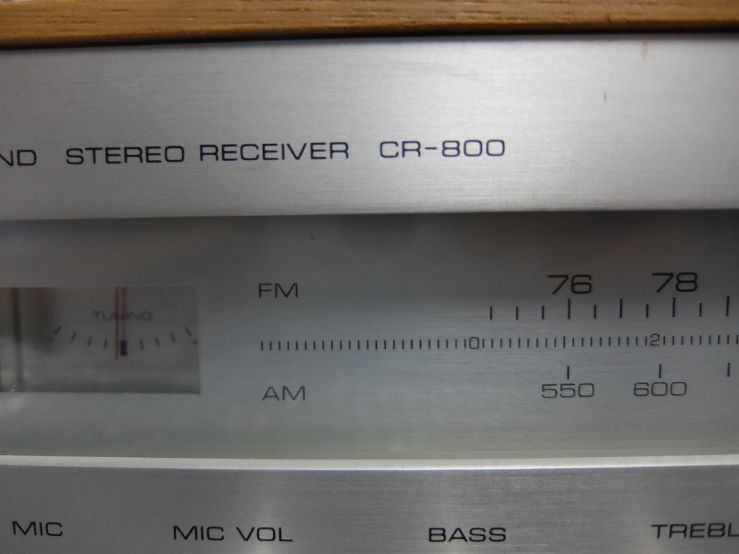 ND STEREO RECEIVER CR-800
FM 76 78
TUNING
0 2
AM 550 600
MIC MIC VOL BASS TREBL